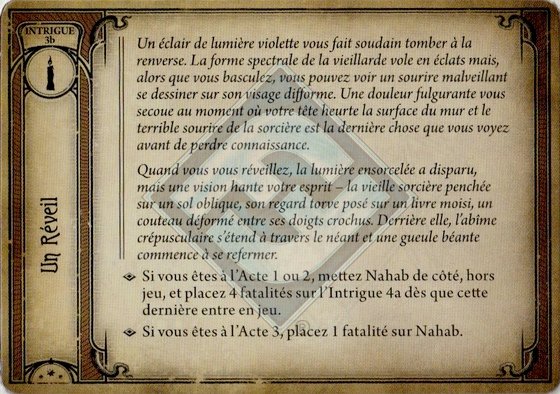 INTRIGUE
3b
Un Réveil
Un éclair de lumière violette vous fait soudain tomber à la
renverse. La forme spectrale de la vieillarde vole en éclats mais,
alors que vous basculez, vous pouvez voir un sourire malveillant
se dessiner sur son visage difforme. Une douleur fulgurante vous
secoue au moment où votre tête heurte la surface du mur et le
terrible sourire de la sorcière est la dernière chose que vous voyez
avant de perdre connaissance.
Quand vous vous réveillez, la lumière ensorcelée a disparu,
mais une vision hante votre esprit – la vieille sorcière penchée
sur un sol oblique, son regard torve posé sur un livre moisi, un
couteau déformé entre ses doigts crochus. Derrière elle, l'abîme
crépusculaire s'étend à travers le néant et une gueule béante
commence à se refermer.
Si vous êtes à l'Acte 1 ou 2, mettez Nahab de côté, hors
jeu, et placez 4 fatalités sur l'Intrigue 4a dès que cette
dernière entre en jeu.
Si vous êtes à l'Acte 3, placez 1 fatalité sur Nahab.